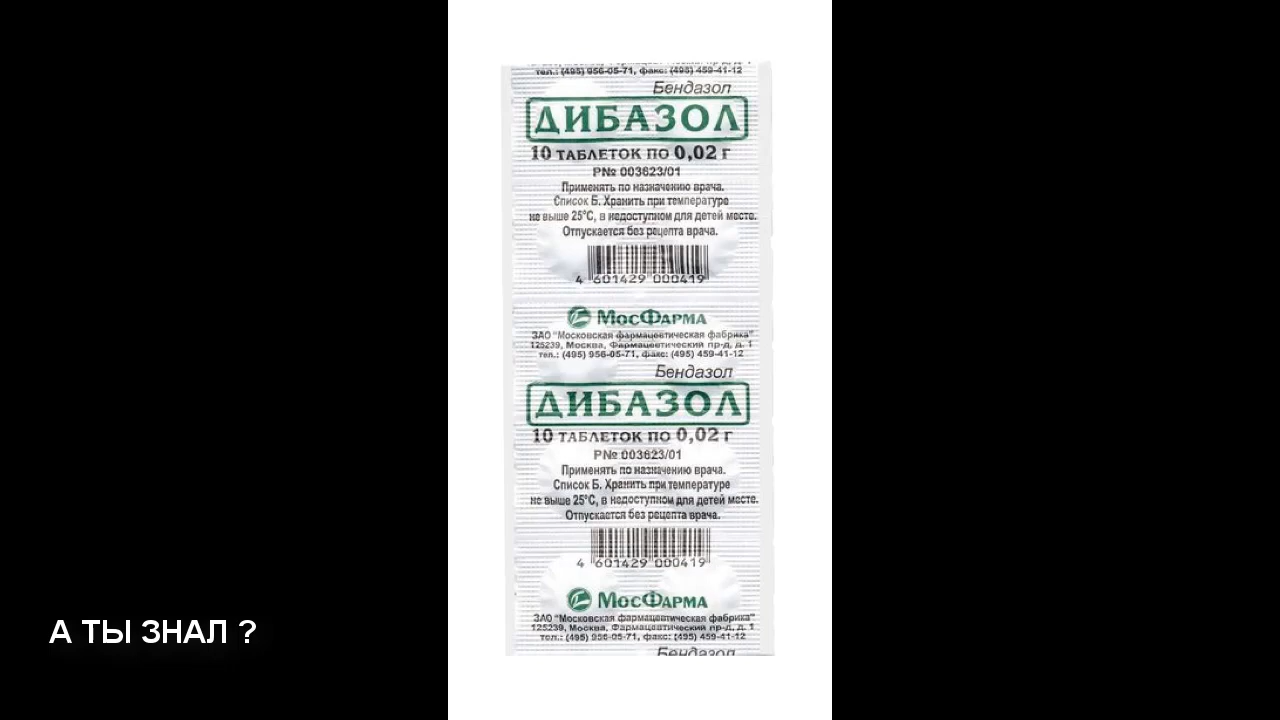 тел.: (495) 956-05-71, факс: (495) 459-41-12
Бендазол
ДИБАЗОЛ
10 ТАБЛЕТОК ПО 0,02 г
Р№ 003623/01
Применять по назначению врача.
Список Б. Хранить при температуре
не выше 25°С, в недоступном для детей месте.
Отпускается без рецепта врача.
4 601429 000419
МОСФАРМА
ЗАО "Московская фармацевтическая фабрика"
125239, Москва, Фармацевтический пр-д, д. 1
тел.: (495) 956-05-71, факс: (495) 459-41-12
Бендазол
ДИБАЗОЛ
10 ТАБЛЕТОК ПО 0,02 г
Р№ 003623/01
Применять по назначению врача.
Список Б. Хранить при температуре
не выше 25°С, в недоступном для детей месте.
Отпускается без рецепта врача.
4 601429 000419
МОСФАРМА
А ТЫ ЗНАЛ ?
ЗАО "Московская фармацевтическая фабрика"
125239, Москва, Фармацевтический пр-д, д. 1
тел.: (495) 956-05-71, факс: (495) 459-41-12
Бендазол